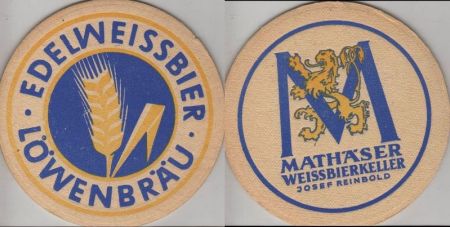 · EDELWEISSBIER ·
LÖWENBRÄU
M
MATHÄSER
WEISSBIERKELLER
JOSEF REINBOLD